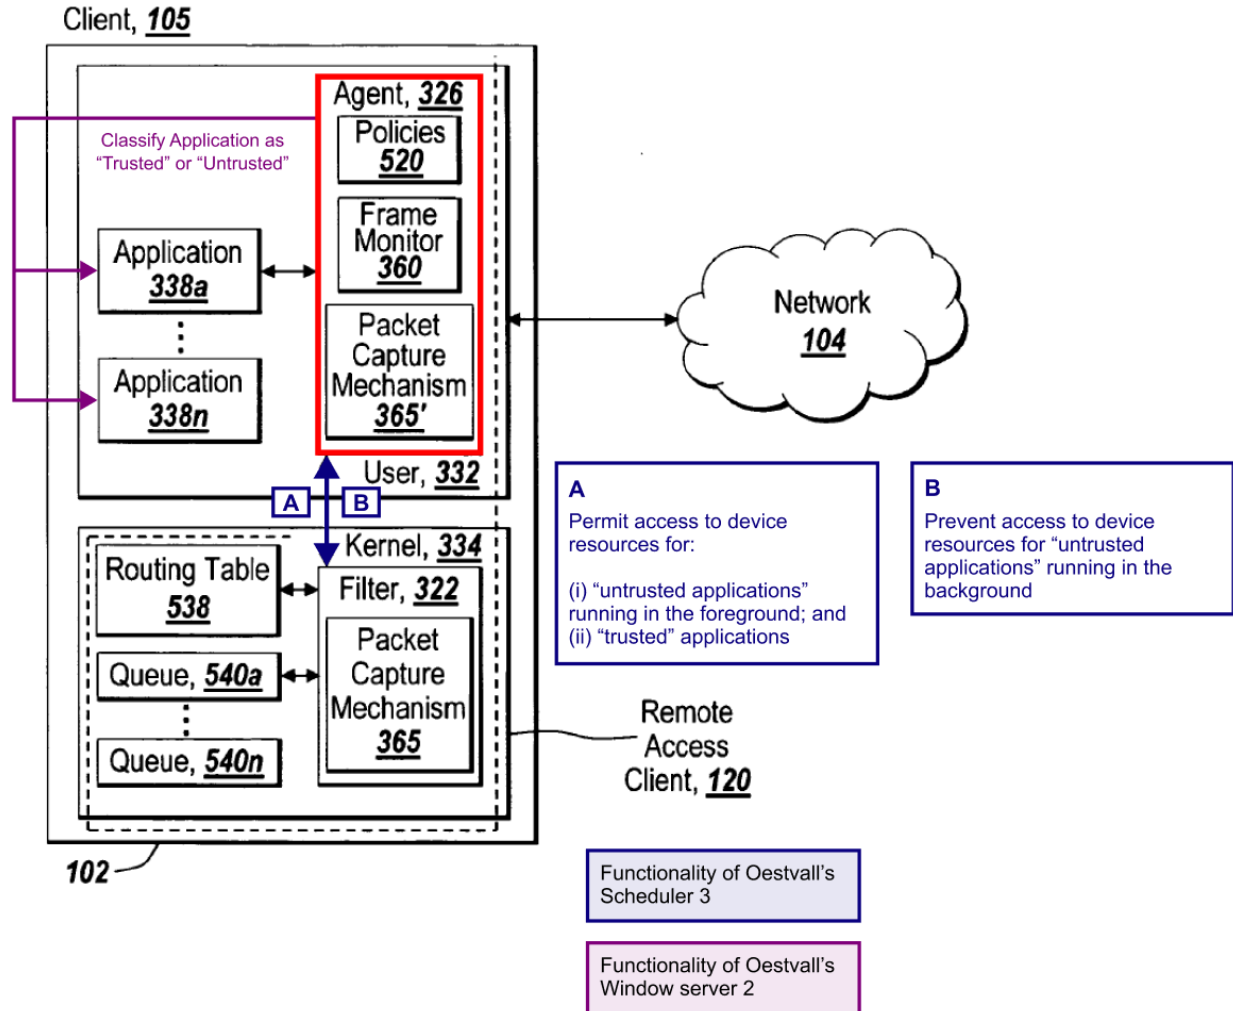 Client, 105
Agent, 326
Policies
520
Classify Application as
“Trusted” or “Untrusted”
Frame
Monitor
360
Application
338a
Packet
Capture
Mechanism
365'
Application
338n
User, 332
Network
104
A
B
Kernel, 334
Routing Table
538
Filter, 322
Packet
Capture
Mechanism
365
Queue, 540a
Queue, 540n
A
Permit access to device
resources for:
(i) “untrusted applications”
running in the foreground; and
(ii) “trusted” applications
B
Prevent access to device
resources for “untrusted
applications” running in the
background
Remote
Access
Client, 120
102
Functionality of Oestvall’s
Scheduler 3
Functionality of Oestvall’s
Window server 2